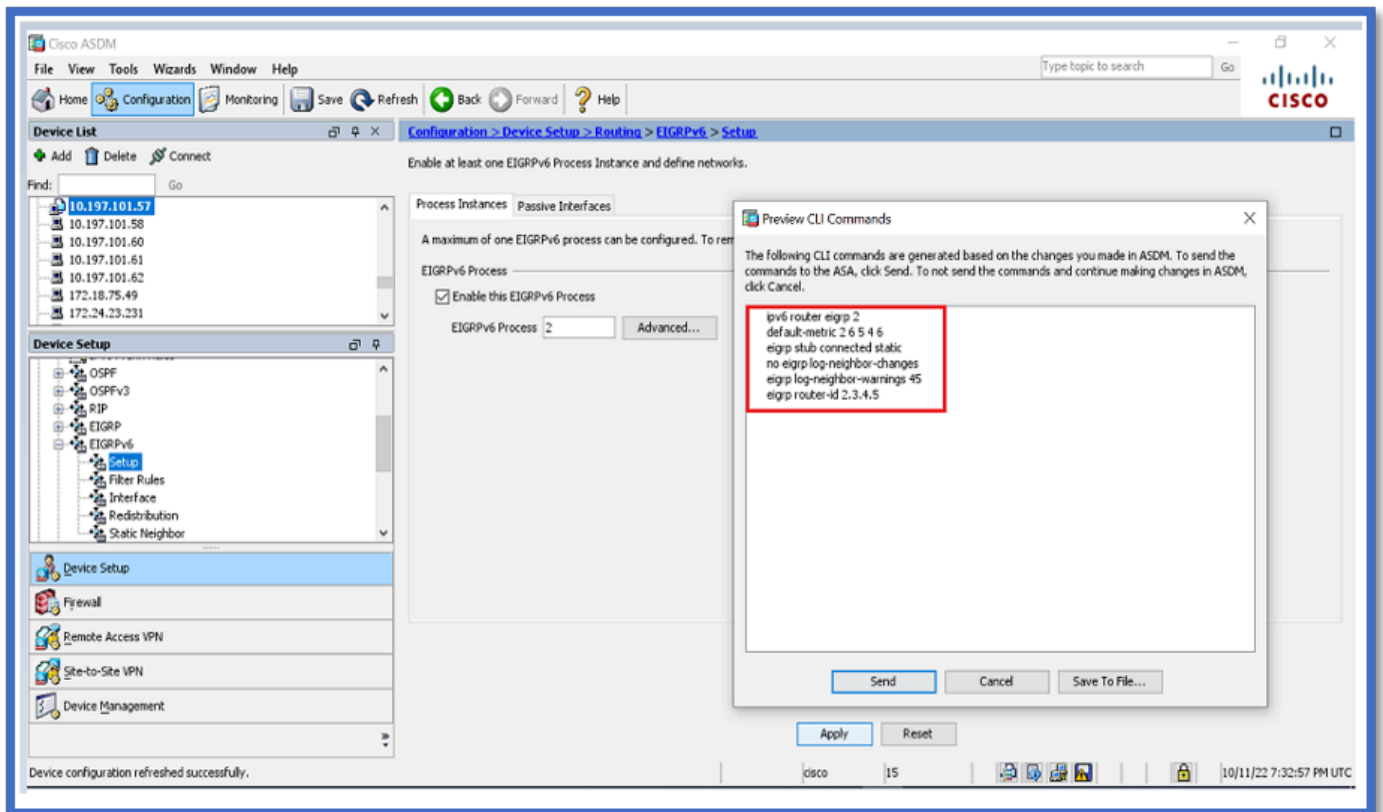 Cisco ASDM
File View Tools Wizards Window Help
Type topic to search Go
Home Configuration Monitoring Save Refresh Back Forward Help
CISCO
Device List
Add Delete Connect
Find: Go
10.197.101.57
10.197.101.58
10.197.101.60
10.197.101.61
10.197.101.62
172.18.75.49
172.24.23.231
Device Setup
OSPF
OSPFv3
RIP
EIGRP
EIGRPv6
Setup
Filter Rules
Interface
Redistribution
Static Neighbor
Device Setup
Firewall
Remote Access VPN
Site-to-Site VPN
Device Management
Configuration > Device Setup > Routing > EIGRPv6 > Setup
Enable at least one EIGRPv6 Process Instance and define networks.
Process Instances Passive Interfaces
A maximum of one EIGRPv6 process can be configured. To rem
EIGRPv6 Process
Enable this EIGRPv6 Process
EIGRPv6 Process 2 Advanced...
Preview CLI Commands
The following CLI commands are generated based on the changes you made in ASDM. To send the
commands to the ASA, click Send. To not send the commands and continue making changes in ASDM,
click Cancel.
ipv6 router eigrp 2
default-metric 2 6 5 4 6
eigrp stub connected static
no eigrp log-neighbor-changes
eigrp log-neighbor-warnings 45
eigrp router-id 2.3.4.5
Send Cancel Save To File...
Apply Reset
Device configuration refreshed successfully.
cisco 15 10/11/22 7:32:57 PM UTC